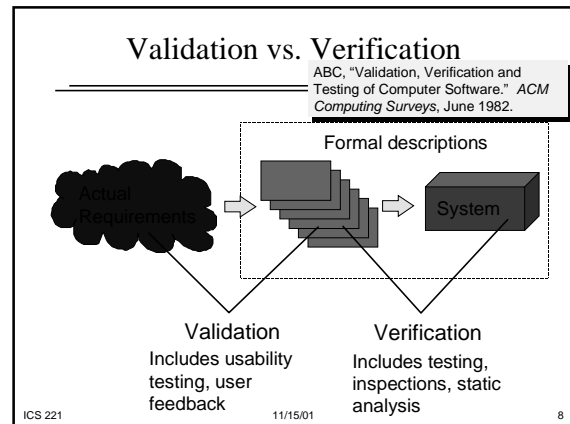 Validation vs. Verification
ABC, “Validation, Verification and
Testing of Computer Software.” ACM
Computing Surveys, June 1982.
Formal descriptions
Actual
Requirements
System
Validation
Includes usability
testing, user
feedback
Verification
Includes testing,
inspections, static
analysis
ICS 221
11/15/01
8